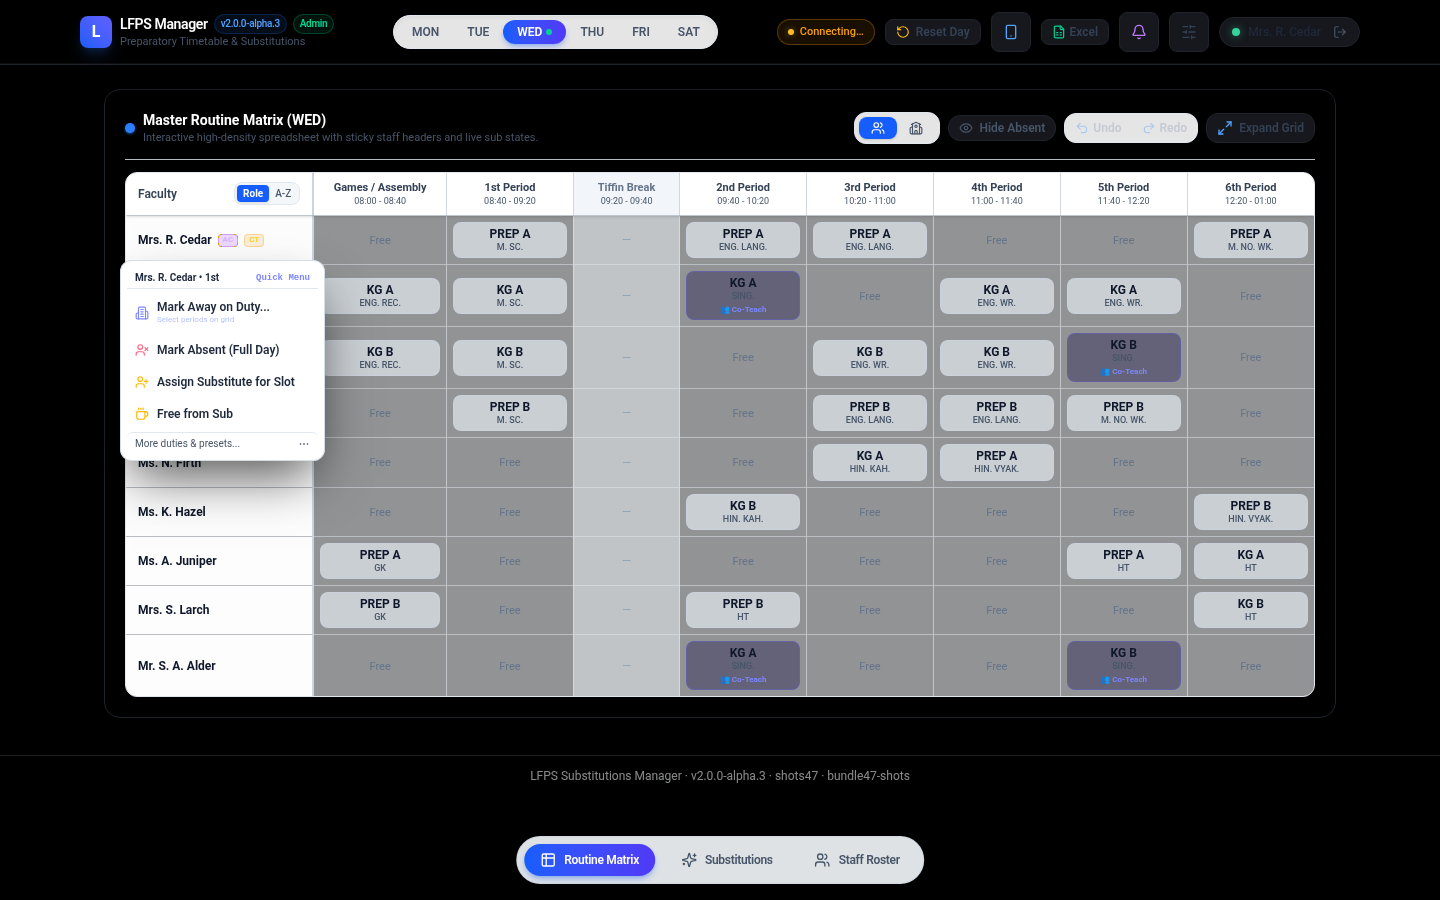 L
LFPS Manager v2.0.0-alpha.3 Admin
Preparatory Timetable & Substitutions
MON TUE WED THU FRI SAT
Connecting... Reset Day Excel Mrs. R. Cedar
Master Routine Matrix (WED)
Interactive high-density spreadsheet with sticky staff headers and live sub states.
Hide Absent Undo Redo Expand Grid
Faculty Role A-Z
Games / Assembly 1st Period Tiffin Break 2nd Period 3rd Period 4th Period 5th Period 6th Period
08:00 - 08:40 08:40 - 09:20 09:20 - 09:40 09:40 - 10:20 10:20 - 11:00 11:00 - 11:40 11:40 - 12:20 12:20 - 01:00
Mrs. R. Cedar AC CT
Free PREP A — PREP A PREP A Free Free PREP A
M. SC. ENG. LANG. ENG. LANG. M. NO. WK.
Mrs. R. Cedar • 1st Quick Menu
Mark Away on Duty...
Select periods on grid
Mark Absent (Full Day)
Assign Substitute for Slot
Free from Sub
More duties & presets... ...
KG A KG A — KG A Free KG A KG A Free
ENG. REC. M. SC. SING. ENG. WR. ENG. WR.
Co-Teach
KG B KG B — Free KG B KG B KG B Free
ENG. REC. M. SC. ENG. WR. ENG. WR. SING.
Co-Teach
Free PREP B — Free PREP B PREP B PREP B Free
M. SC. ENG. LANG. ENG. LANG. M. NO. WK.
Ms. N. Firth Free Free — Free KG A PREP A Free Free
HIN. KAH. HIN. VYAK.
Ms. K. Hazel Free Free — KG B Free Free Free PREP B
HIN. KAH. HIN. VYAK.
Ms. A. Juniper PREP A Free — Free Free Free PREP A KG A
GK HT HT
Mrs. S. Larch PREP B Free — PREP B Free Free Free KG B
GK HT HT
Mr. S. A. Alder Free Free — KG A Free Free KG B Free
SING. SING.
Co-Teach Co-Teach
LFPS Substitutions Manager · v2.0.0-alpha.3 · shots47 · bundle47-shots
Routine Matrix Substitutions Staff Roster